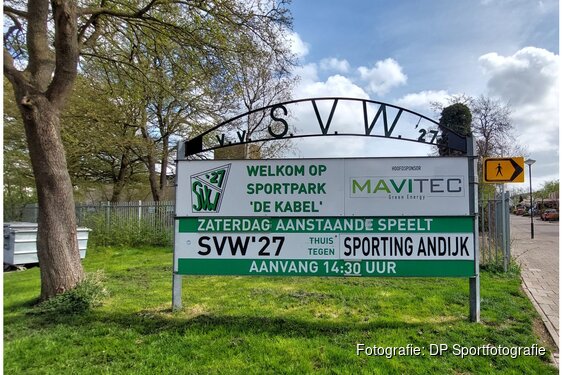 v.v. S.V.W. '27
SVW 27
WELKOM OP
SPORTPARK
'DE KABEL'
HOOFDSPONSOR
MAVITEC
Green Energy
ZATERDAG AANSTAANDE SPEELT
SVW'27 THUIS TEGEN SPORTING ANDIJK
AANVANG 14:30 UUR
Fotografie: DP Sportfotografie